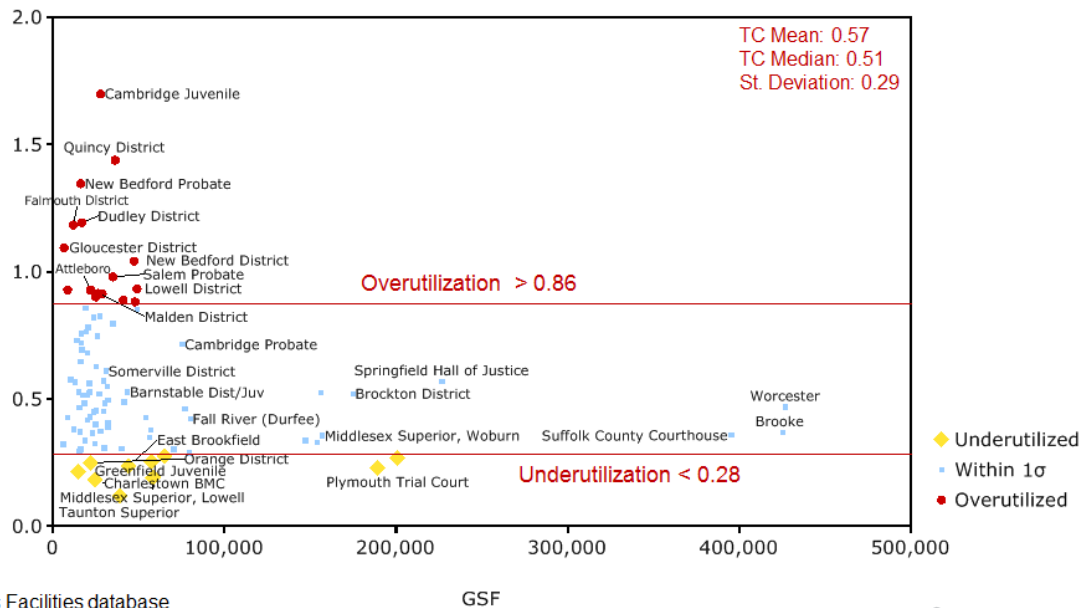 2.0
TC Mean: 0.57
TC Median: 0.51
St. Deviation: 0.29
Cambridge Juvenile
1.5
Quincy District
New Bedford Probate
Falmouth District
Dudley District
Gloucester District
New Bedford District
Attleboro
1.0
Salem Probate
Lowell District
Overutilization > 0.86
Malden District
Cambridge Probate
Somerville District
Springfield Hall of Justice
Barnstable Dist/Juv
Brockton District
0.5
Worcester
Fall River (Durfee)
Brooke
Middlesex Superior, Woburn
Suffolk County Courthouse
East Brookfield
Orange District
Greenfield Juvenile
Underutilization < 0.28
Charlestown BMC
Plymouth Trial Court
Middlesex Superior, Lowell
Taunton Superior
0.0
0 100,000 200,000 300,000 400,000 500,000
Underutilized
Within 1σ
Overutilized
GSF
Facilities database